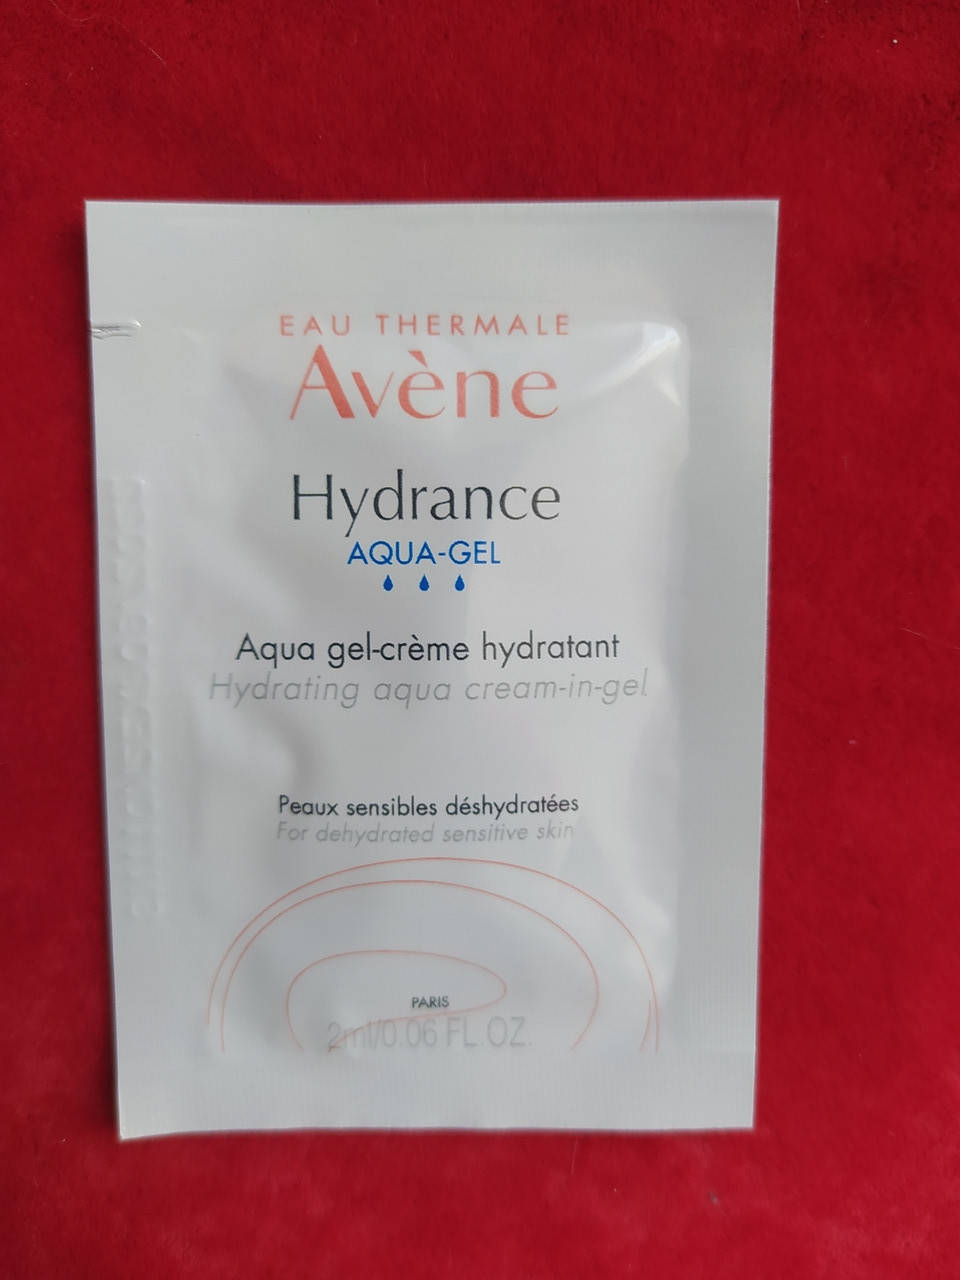 EAU THERMALE
Avène
Hydrance
AQUA-GEL
Aqua gel-crème hydratant
Hydrating aqua cream-in-gel
Peaux sensibles déshydratées
For dehydrated sensitive skin
PARIS
2ml/0.06 FL.OZ.